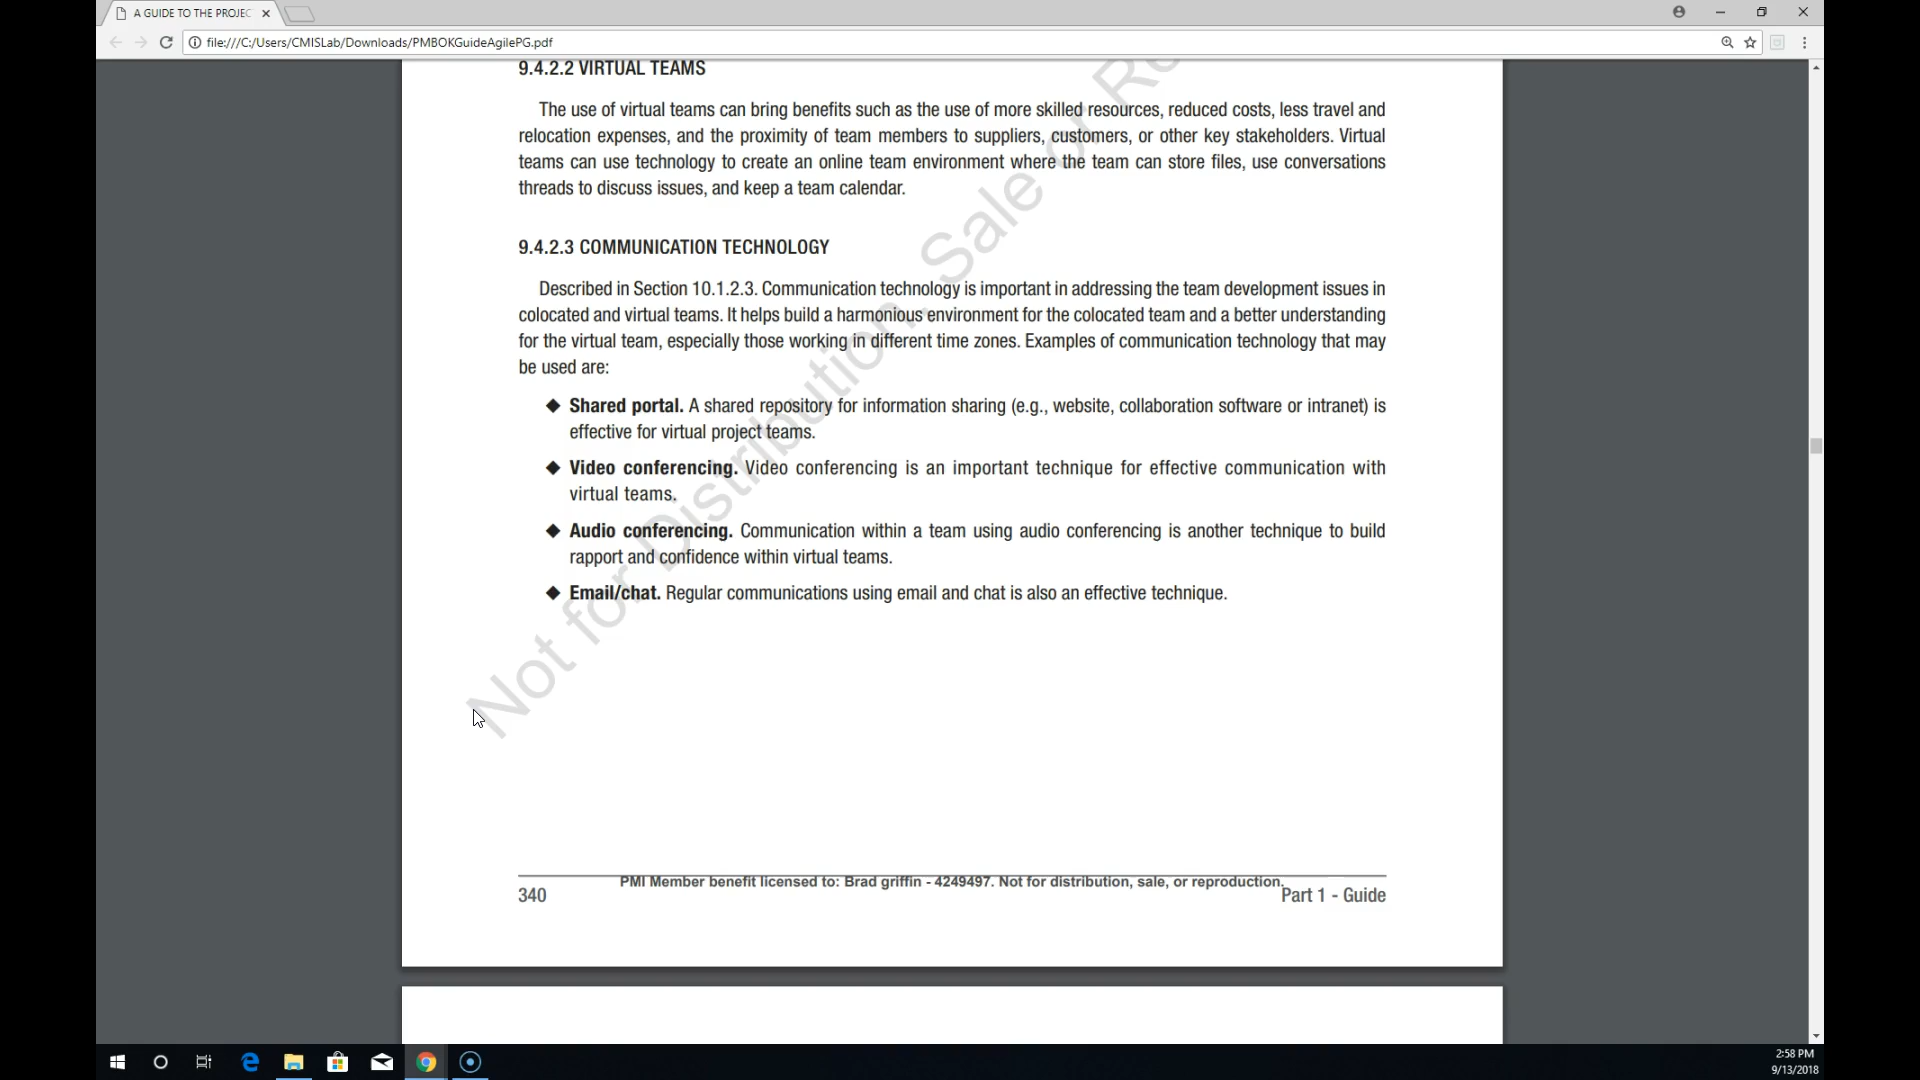 A GUIDE TO THE PROJEC
file:///C:/Users/CMISLab/Downloads/PMBOKGuideAgilePG.pdf
9.4.2.2 VIRTUAL TEAMS
The use of virtual teams can bring benefits such as the use of more skilled resources, reduced costs, less travel and
relocation expenses, and the proximity of team members to suppliers, customers, or other key stakeholders. Virtual
teams can use technology to create an online team environment where the team can store files, use conversations
threads to discuss issues, and keep a team calendar.
9.4.2.3 COMMUNICATION TECHNOLOGY
Described in Section 10.1.2.3. Communication technology is important in addressing the team development issues in
colocated and virtual teams. It helps build a harmonious environment for the colocated team and a better understanding
for the virtual team, especially those working in different time zones. Examples of communication technology that may
be used are:
◆ Shared portal. A shared repository for information sharing (e.g., website, collaboration software or intranet) is
effective for virtual project teams.
◆ Video conferencing. Video conferencing is an important technique for effective communication with
virtual teams.
◆ Audio conferencing. Communication within a team using audio conferencing is another technique to build
rapport and confidence within virtual teams.
◆ Email/chat. Regular communications using email and chat is also an effective technique.
Not for Distribution, Sale or Re
PMI Member benefit licensed to: Brad griffin - 4249497. Not for distribution, sale, or reproduction.
340
Part 1 - Guide
2:58 PM
9/13/2018